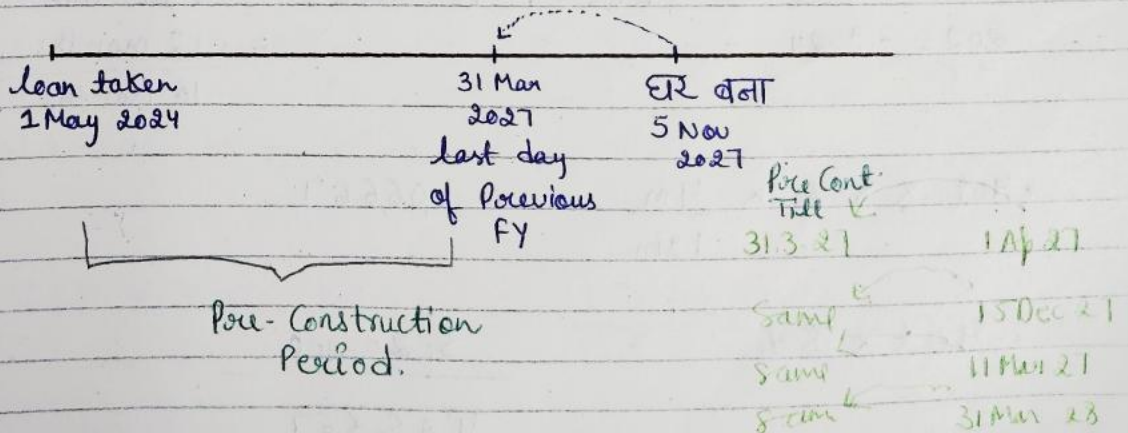 loan taken
1 May 2024
31 Mar
2027
last day
of Previous
FY
घर बना
5 Nov
2027
Pre-Construction
Period.
Pre Cont.
Till
31.3.27 1 Ap 27
Same 15 Dec 27
Same 11 Mar 21
Same 31 Mar 28